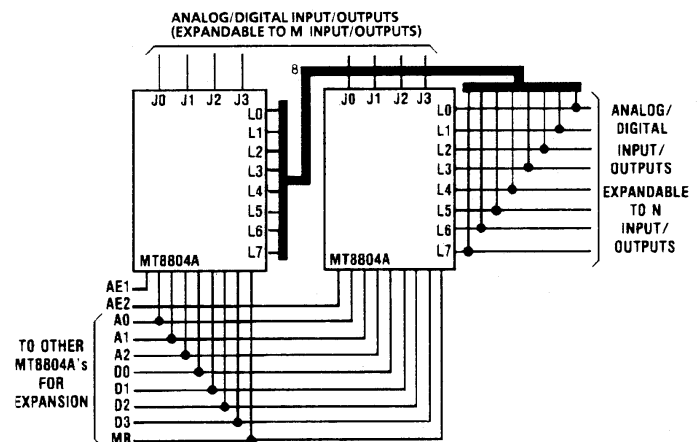 ANALOG/DIGITAL INPUT/OUTPUTS
(EXPANDABLE TO M INPUT/OUTPUTS)
8
J0 J1 J2 J3
J0 J1 J2 J3
L0
L1
L2
L3
L4
L5
L6
L7
MT8804A
L0
L1
L2
L3
L4
L5
L6
L7
MT8804A
ANALOG/
DIGITAL
INPUT/
OUTPUTS
EXPANDABLE
TO N
INPUT/
OUTPUTS
AE1
AE2
A0
A1
A2
D0
D1
D2
D3
MR
TO OTHER
MT8804A's
FOR
EXPANSION